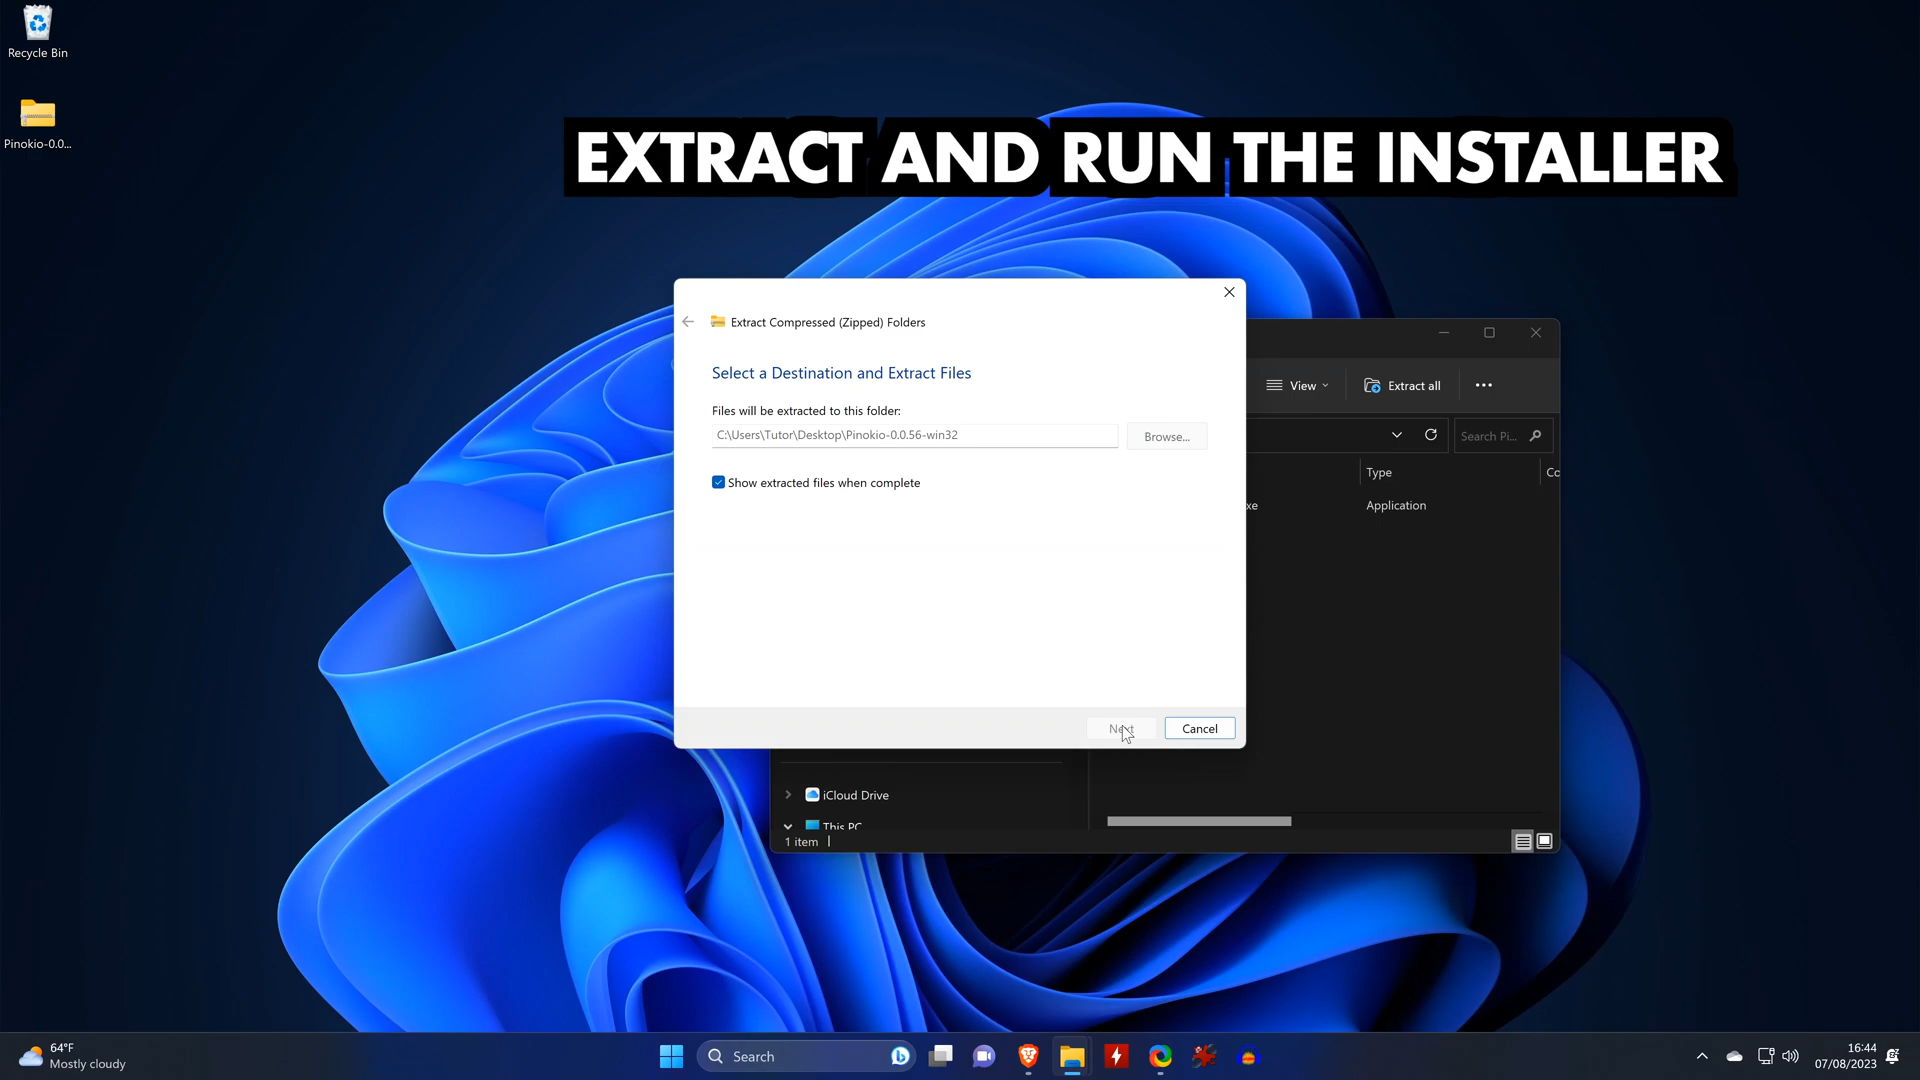 Recycle Bin
Pinokio-0.0...
EXTRACT AND RUN THE INSTALLER
Extract Compressed (Zipped) Folders
Select a Destination and Extract Files
Files will be extracted to this folder:
C:\Users\Tutor\Desktop\Pinokio-0.0.56-win32
Browse...
Show extracted files when complete
Next
Cancel
View
Extract all
Search Pi...
Type
Co
xe
Application
iCloud Drive
This PC
1 item
64°F
Mostly cloudy
Search
16:44
07/08/2023